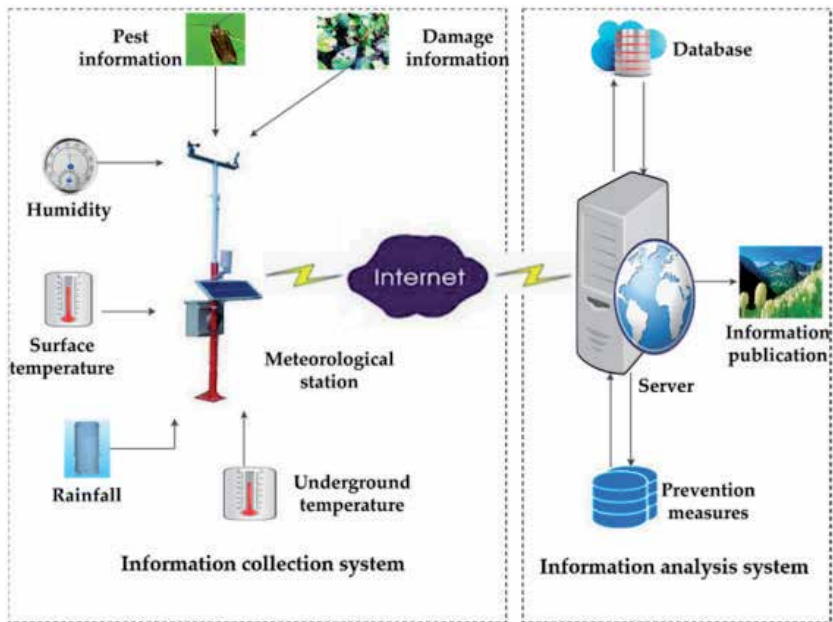 Pest
information
Damage
information
Database
Humidity
Internet
Surface
temperature
Meteorological
station
Information
publication
Server
Rainfall
Underground
temperature
Prevention
measures
Information collection system
Information analysis system